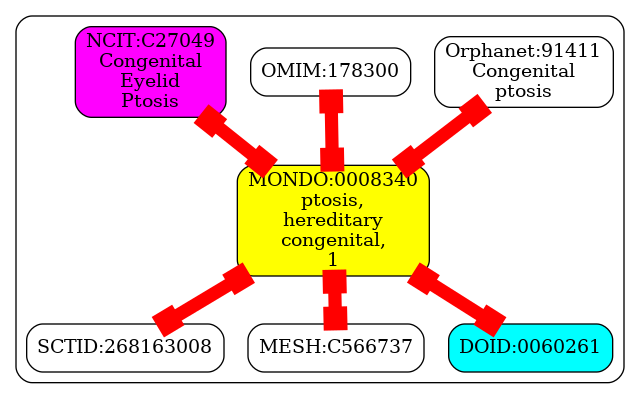 NCIT:C27049
Congenital
Eyelid
Ptosis
OMIM:178300
Orphanet:91411
Congenital
ptosis
MONDO:0008340
ptosis,
hereditary
congenital,
1
SCTID:268163008
MESH:C566737
DOID:0060261